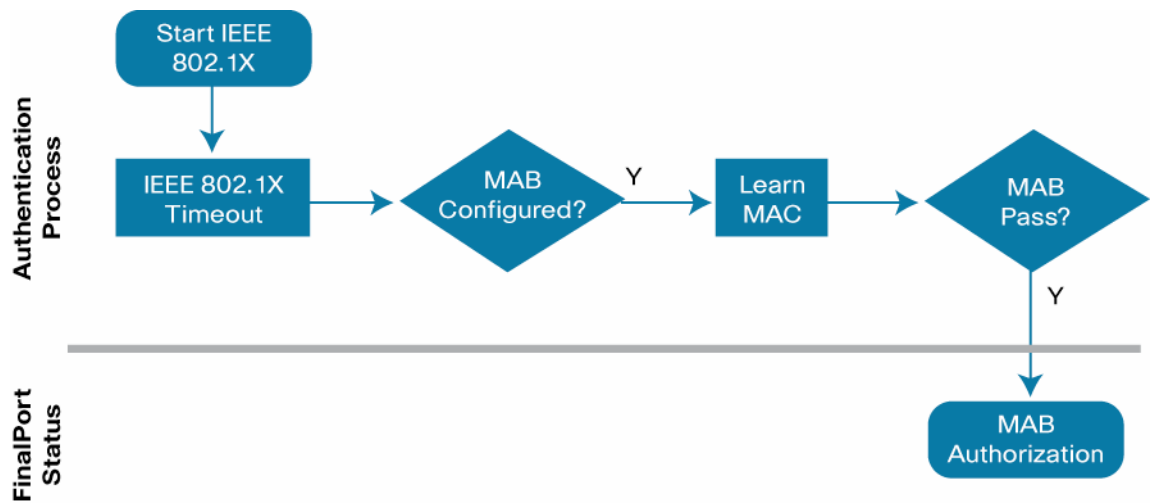 Start IEEE
802.1X
Authentication
Process
IEEE 802.1X
Timeout
MAB
Configured?
Y
Learn
MAC
MAB
Pass?
Y
FinalPort
Status
MAB
Authorization